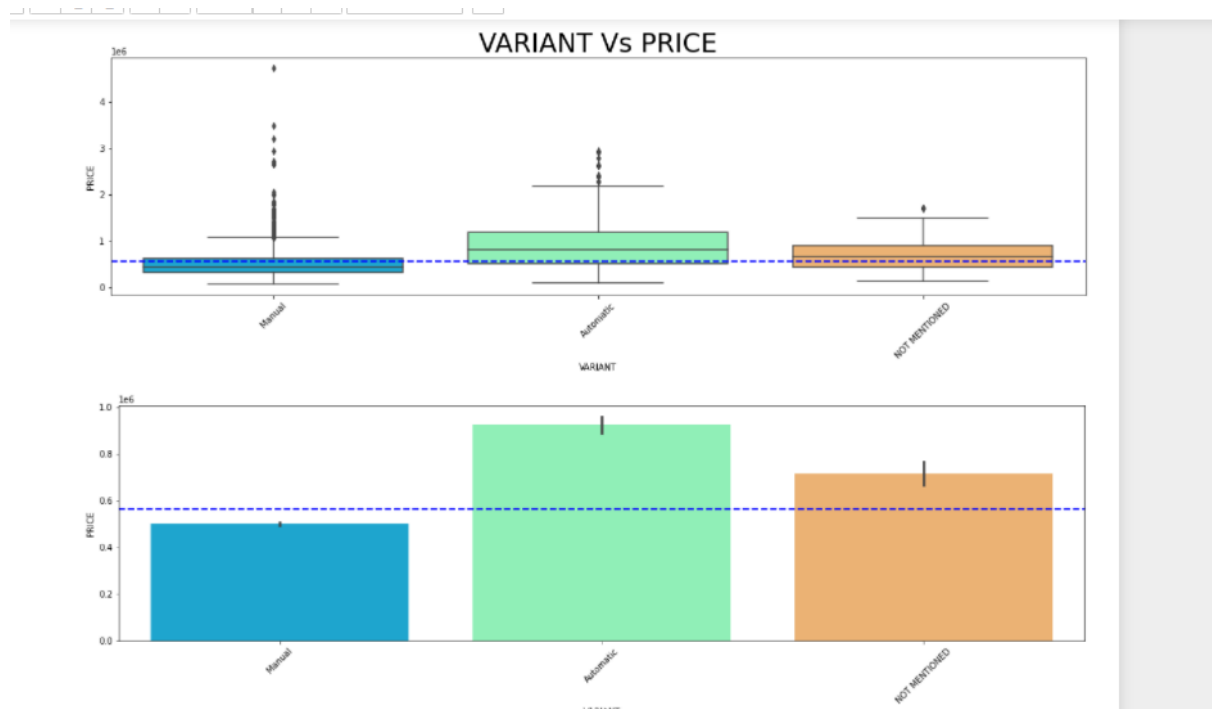 VARIANT Vs PRICE
1e6
4
3
2
1
0
PRICE
Manual
Automatic
NOT MENTIONED
VARIANT
1e6
1.0
0.8
0.6
0.4
0.2
0.0
PRICE
Manual
Automatic
NOT MENTIONED